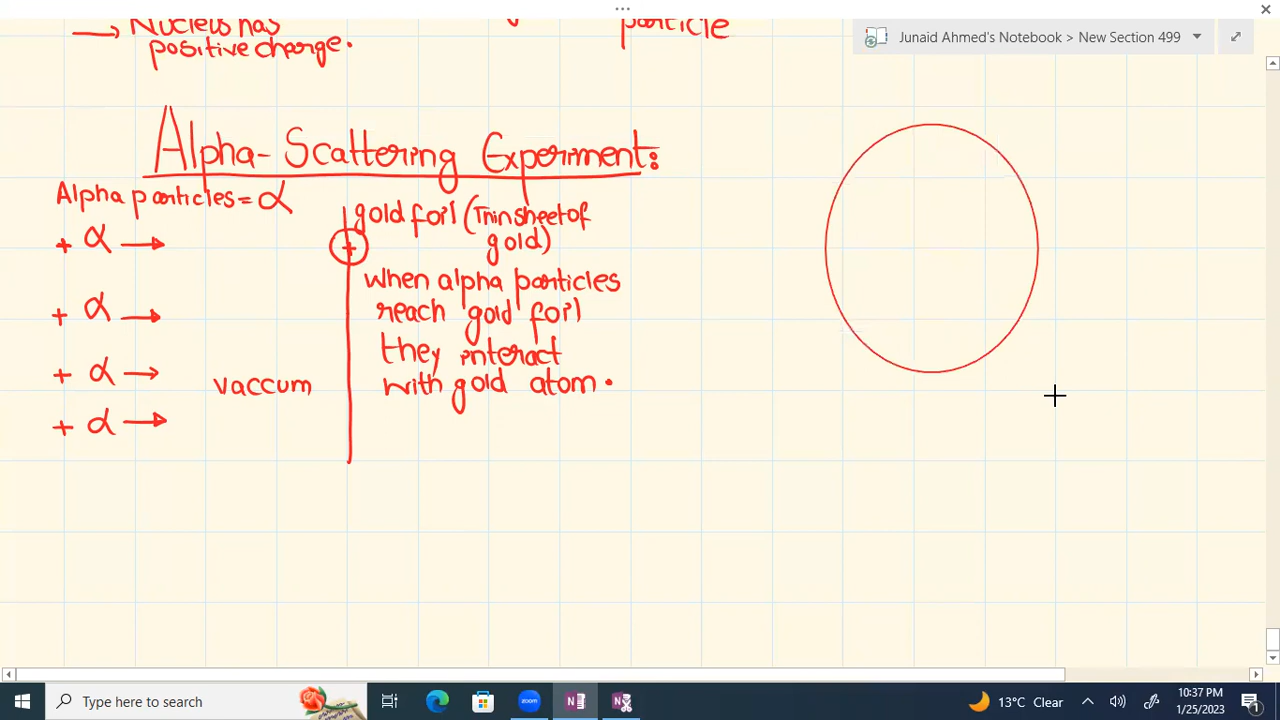 Nucleus has
positive charge.
particle
Junaid Ahmed's Notebook > New Section 499
Alpha-Scattering Experiment:
Alpha particles = α
+ α →
+ α →
+ α →
+ α →
vaccum
gold foil (Thin sheet of
gold)
+
when alpha particles
reach gold foil
they interact
with gold atom.
Type here to search
zoom
13°C Clear
10:37 PM
1/25/2023
1